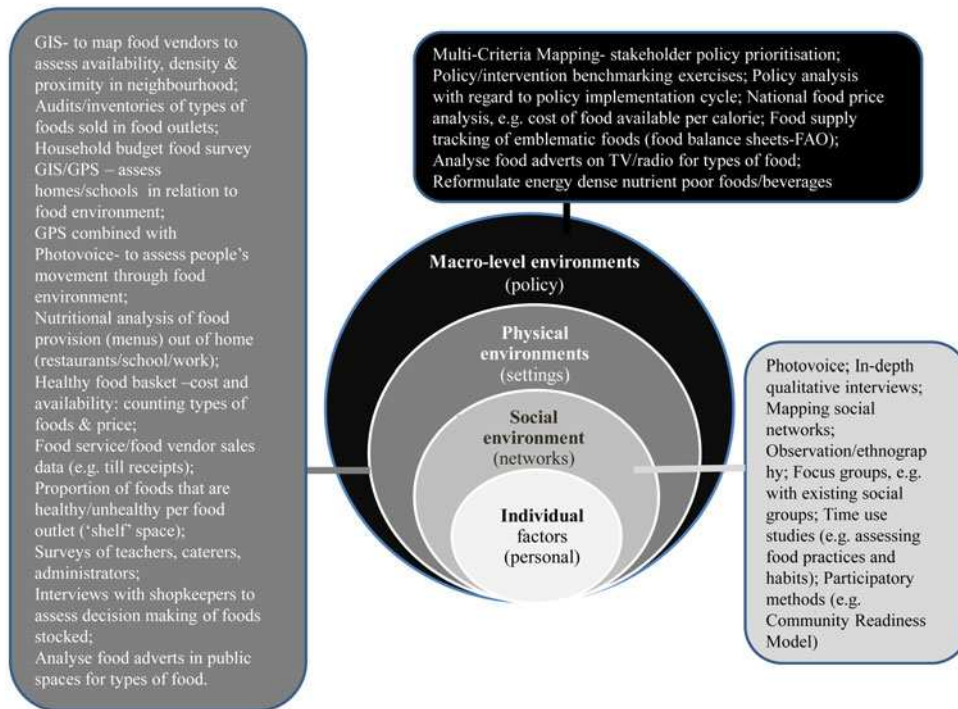 GIS- to map food vendors to
assess availability, density &
proximity in neighbourhood;
Audits/inventories of types of
foods sold in food outlets;
Household budget food survey
GIS/GPS – assess
homes/schools in relation to
food environment;
GPS combined with
Photovoice- to assess people's
movement through food
environment;
Nutritional analysis of food
provision (menus) out of home
(restaurants/school/work);
Healthy food basket –cost and
availability: counting types of
foods & price;
Food service/food vendor sales
data (e.g. till receipts);
Proportion of foods that are
healthy/unhealthy per food
outlet ('shelf' space);
Surveys of teachers, caterers,
administrators;
Interviews with shopkeepers to
assess decision making of foods
stocked;
Analyse food adverts in public
spaces for types of food.
Multi-Criteria Mapping- stakeholder policy prioritisation;
Policy/intervention benchmarking exercises; Policy analysis
with regard to policy implementation cycle; National food price
analysis, e.g. cost of food available per calorie; Food supply
tracking of emblematic foods (food balance sheets-FAO);
Analyse food adverts on TV/radio for types of food;
Reformulate energy dense nutrient poor foods/beverages
Macro-level environments
(policy)
Physical
environments
(settings)
Social
environment
(networks)
Individual
factors
(personal)
Photovoice; In-depth
qualitative interviews;
Mapping social
networks;
Observation/ethnograp
hy; Focus groups, e.g.
with existing social
groups; Time use
studies (e.g. assessing
food practices and
habits); Participatory
methods (e.g.
Community Readiness
Model)